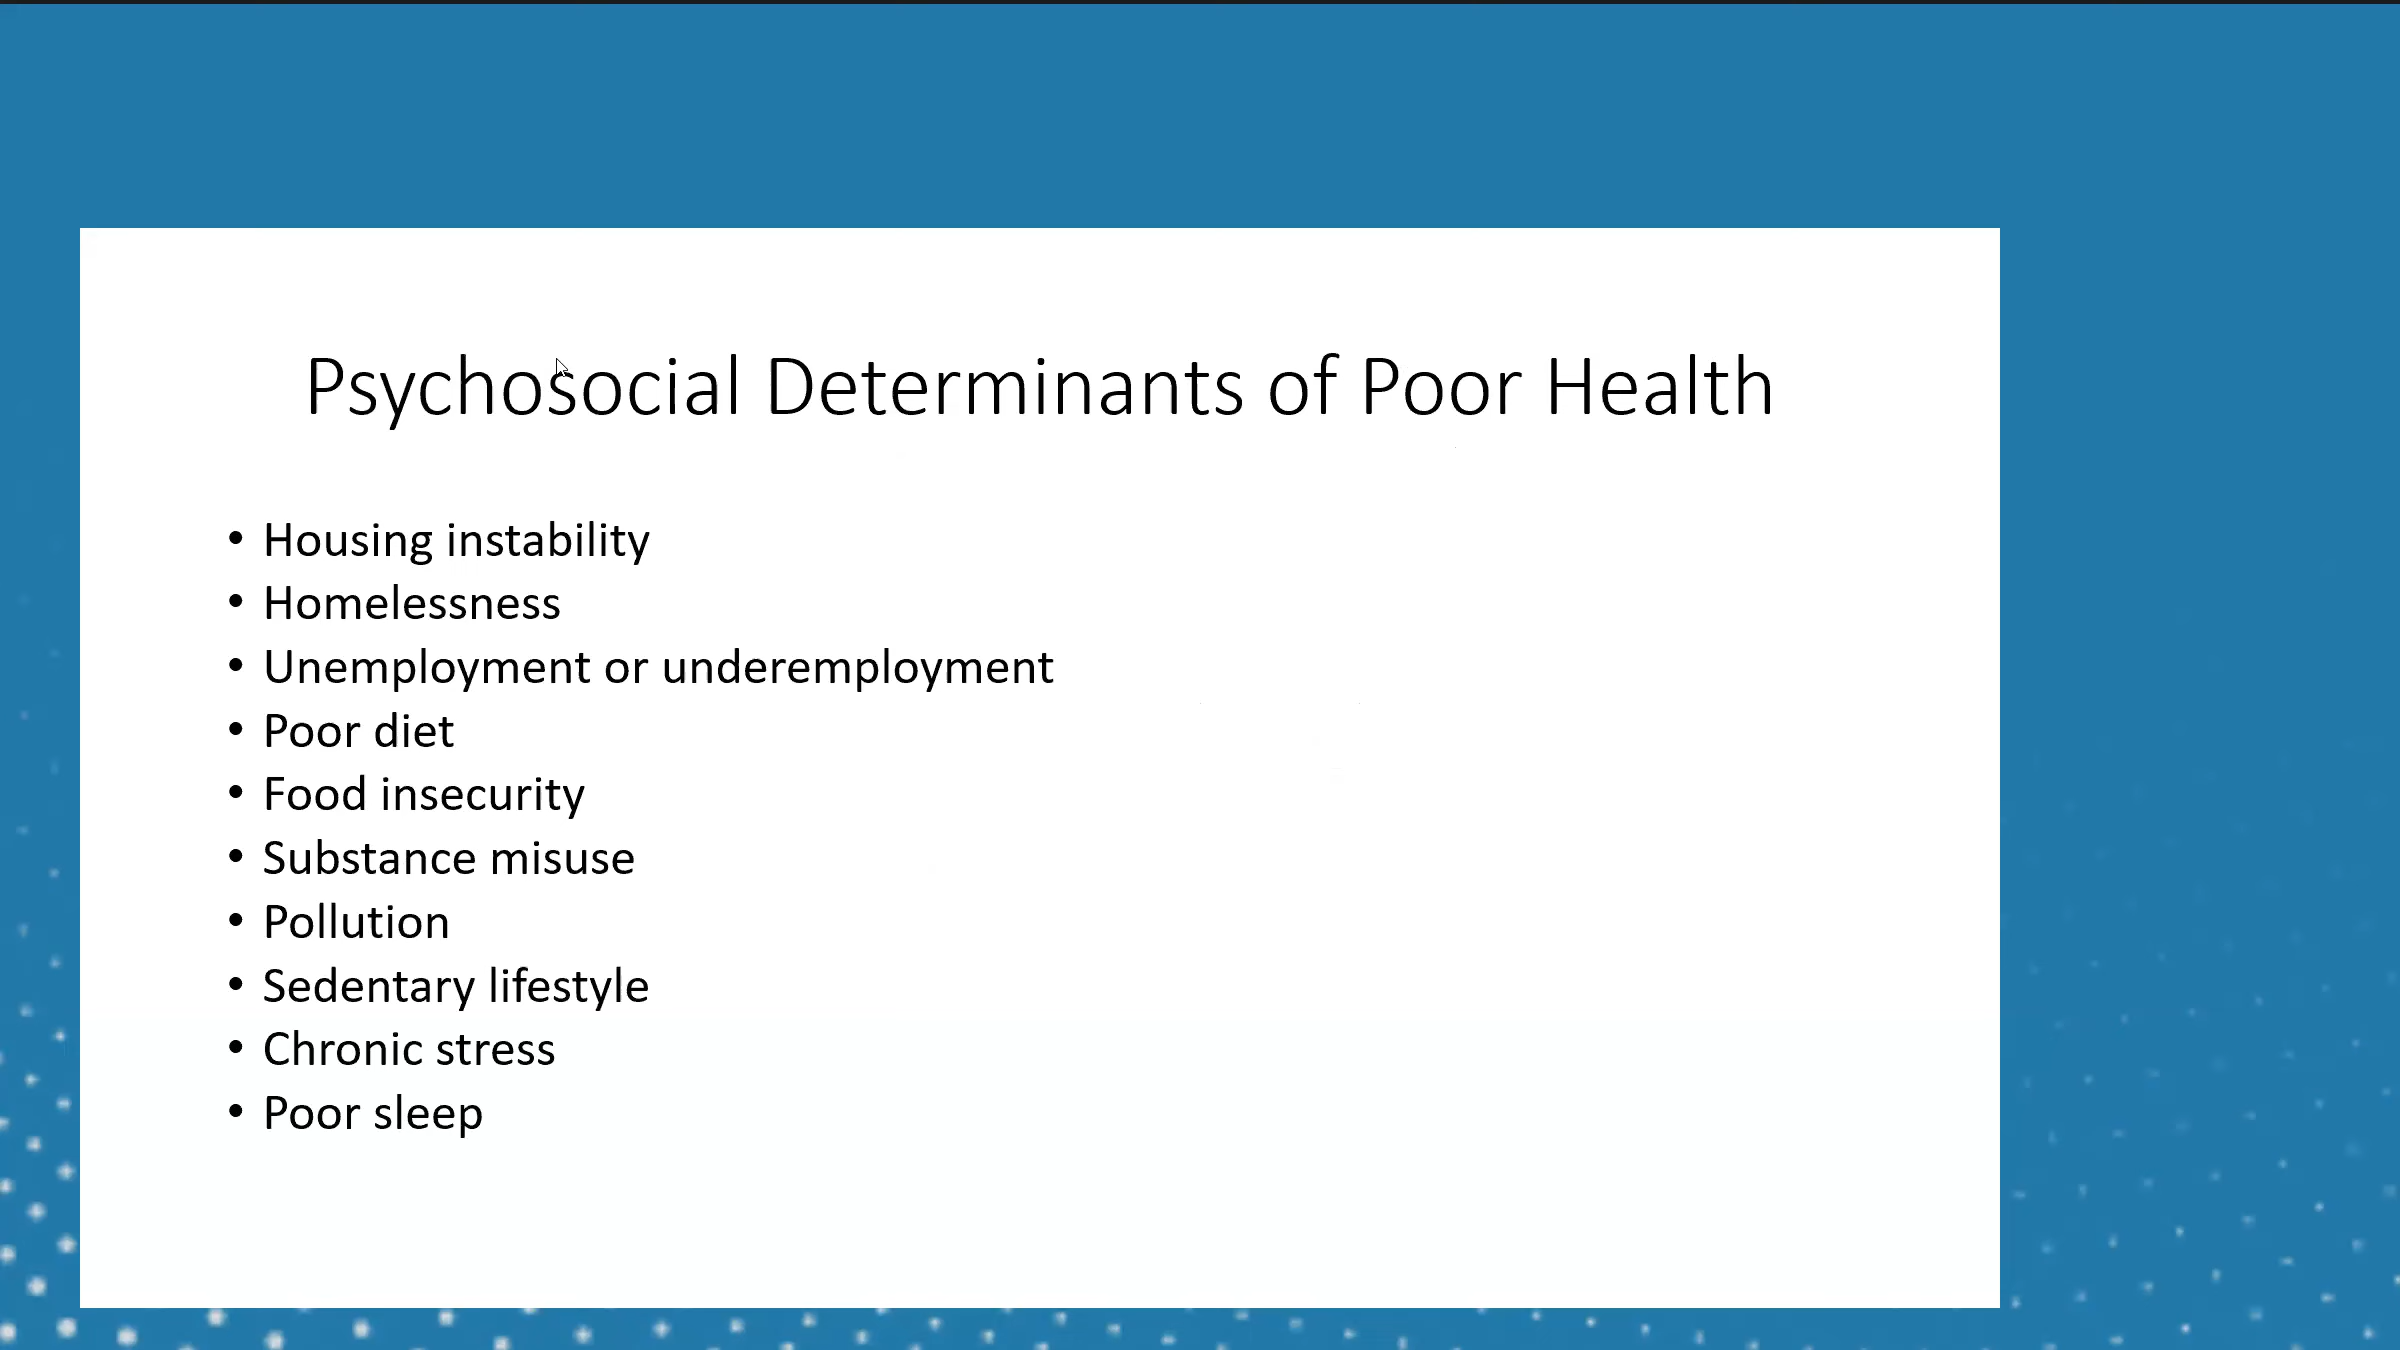 Psychosocial Determinants of Poor Health
• Housing instability
• Homelessness
• Unemployment or underemployment
• Poor diet
• Food insecurity
• Substance misuse
• Pollution
• Sedentary lifestyle
• Chronic stress
• Poor sleep